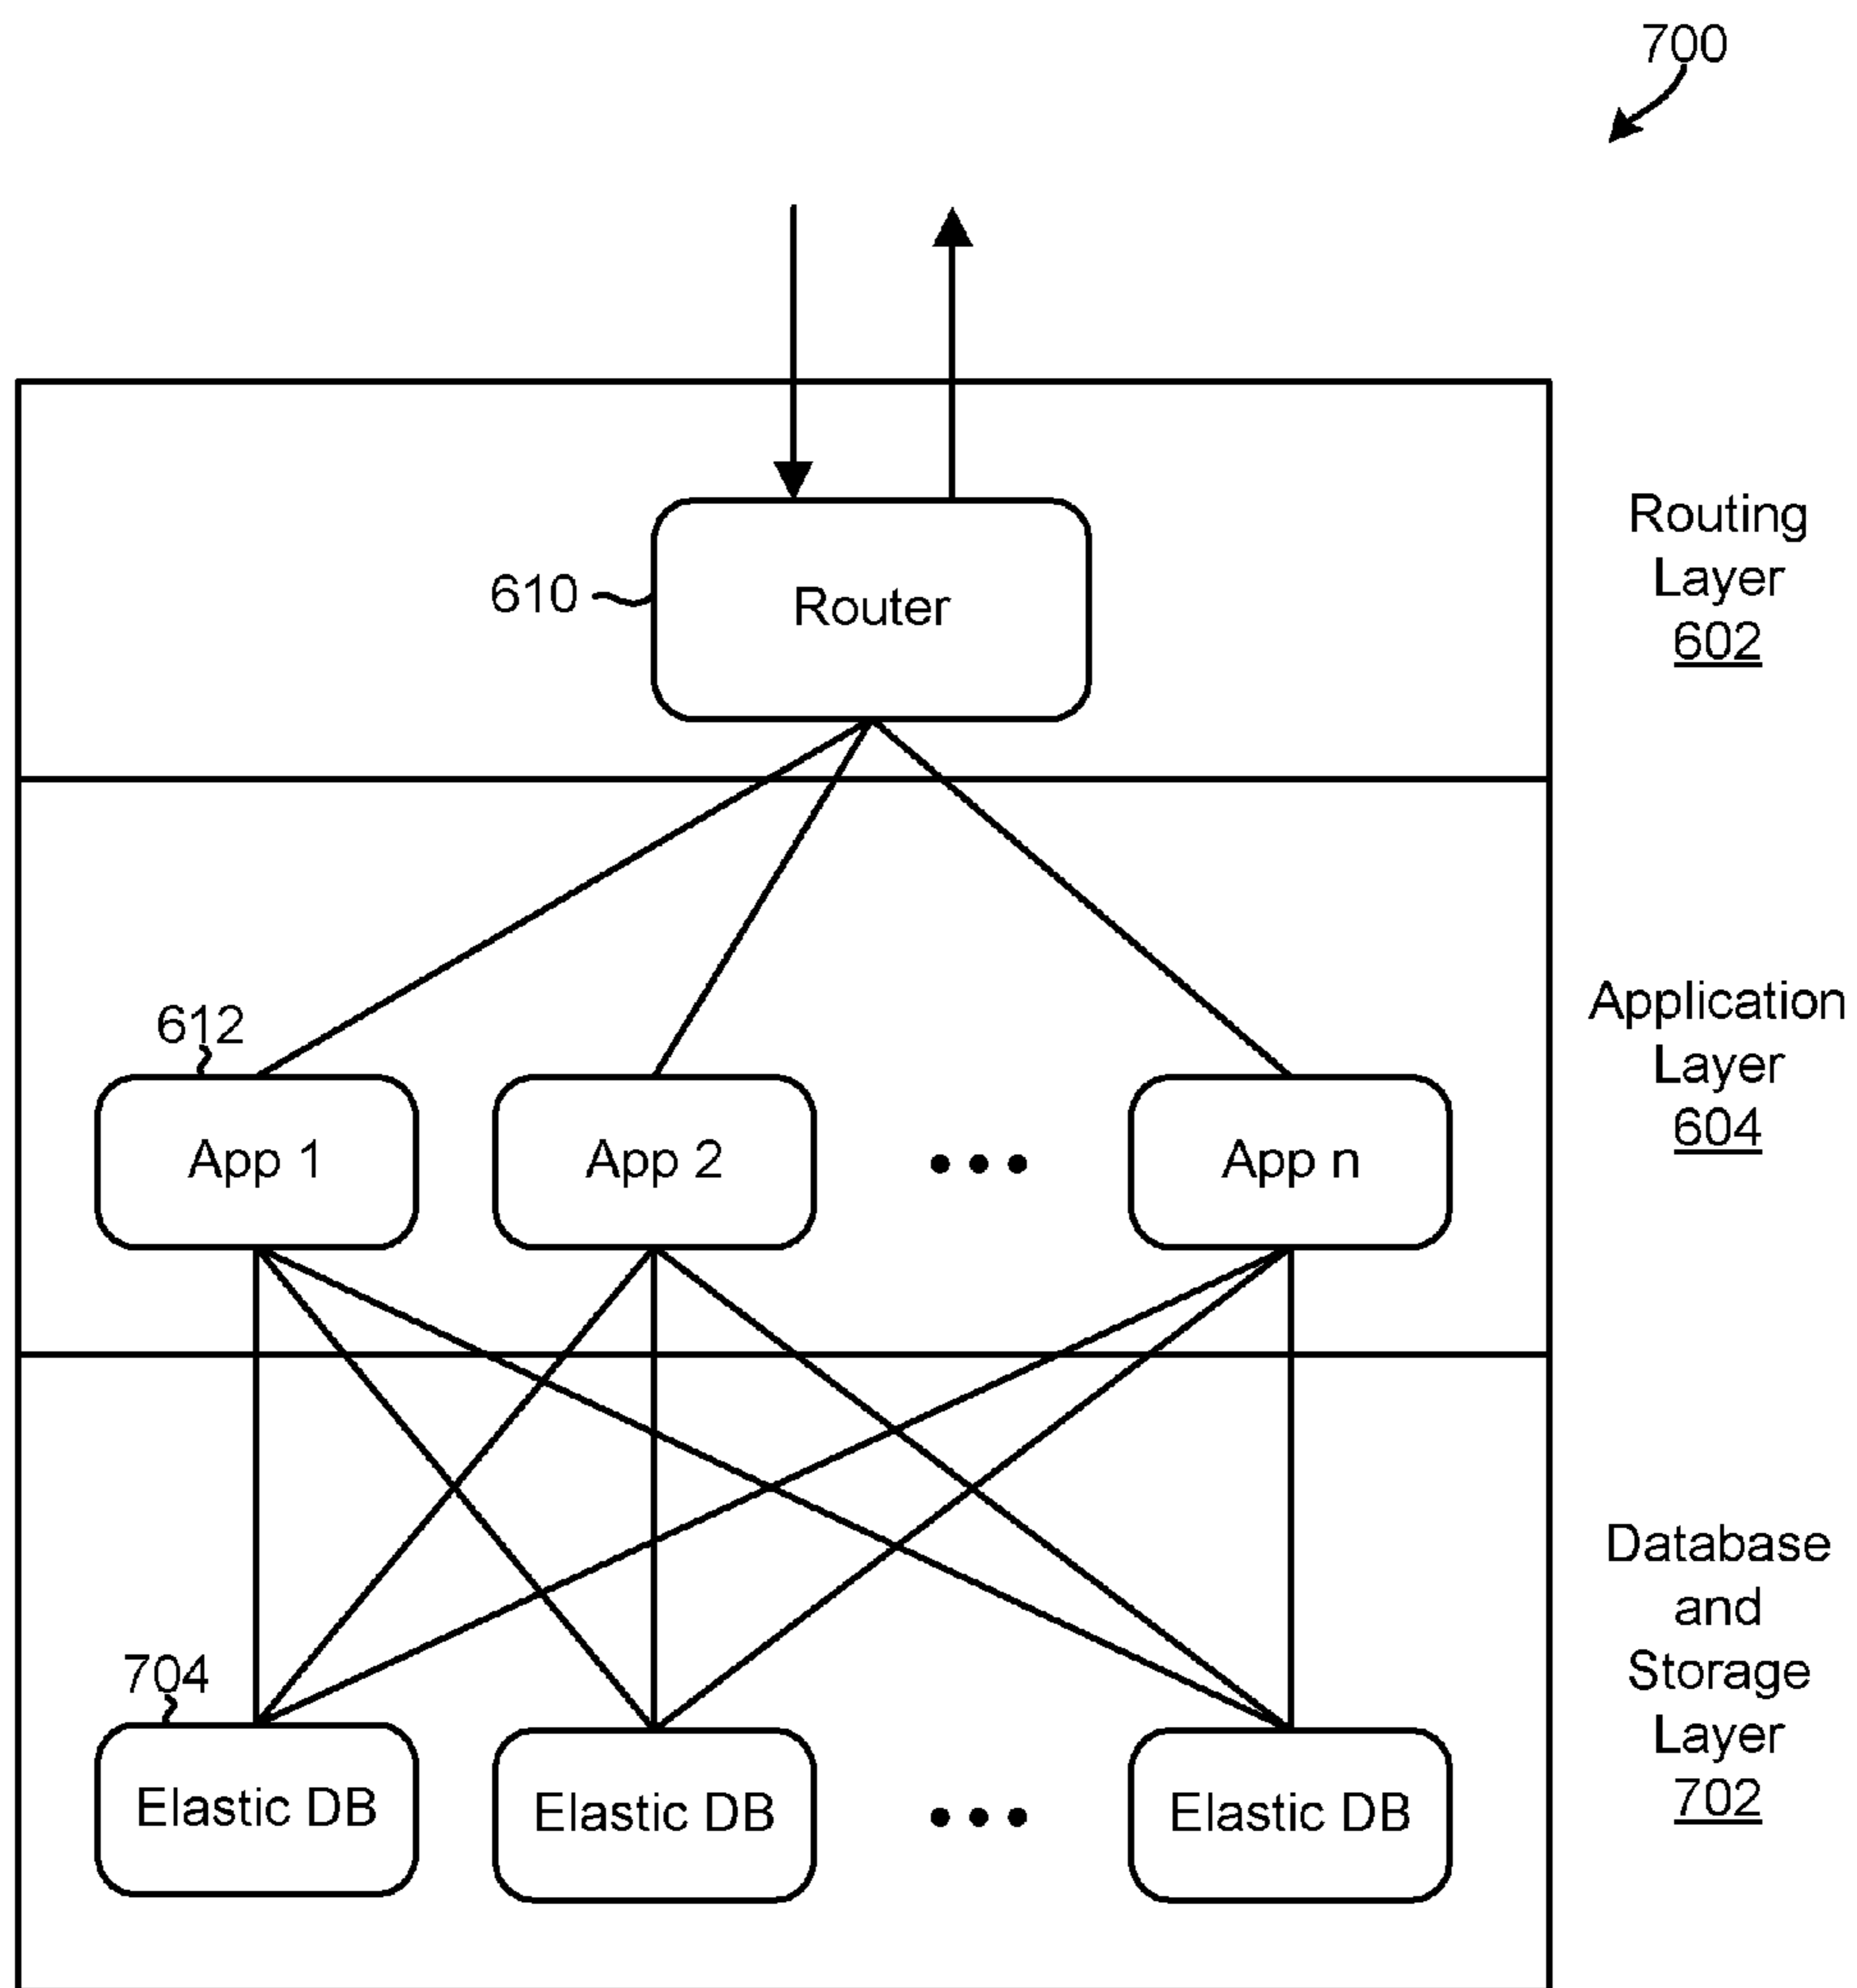 700
610
Router
Routing
Layer
602
612
App 1
App 2
App n
Application
Layer
604
704
Elastic DB
Elastic DB
Elastic DB
Database
and
Storage
Layer
702